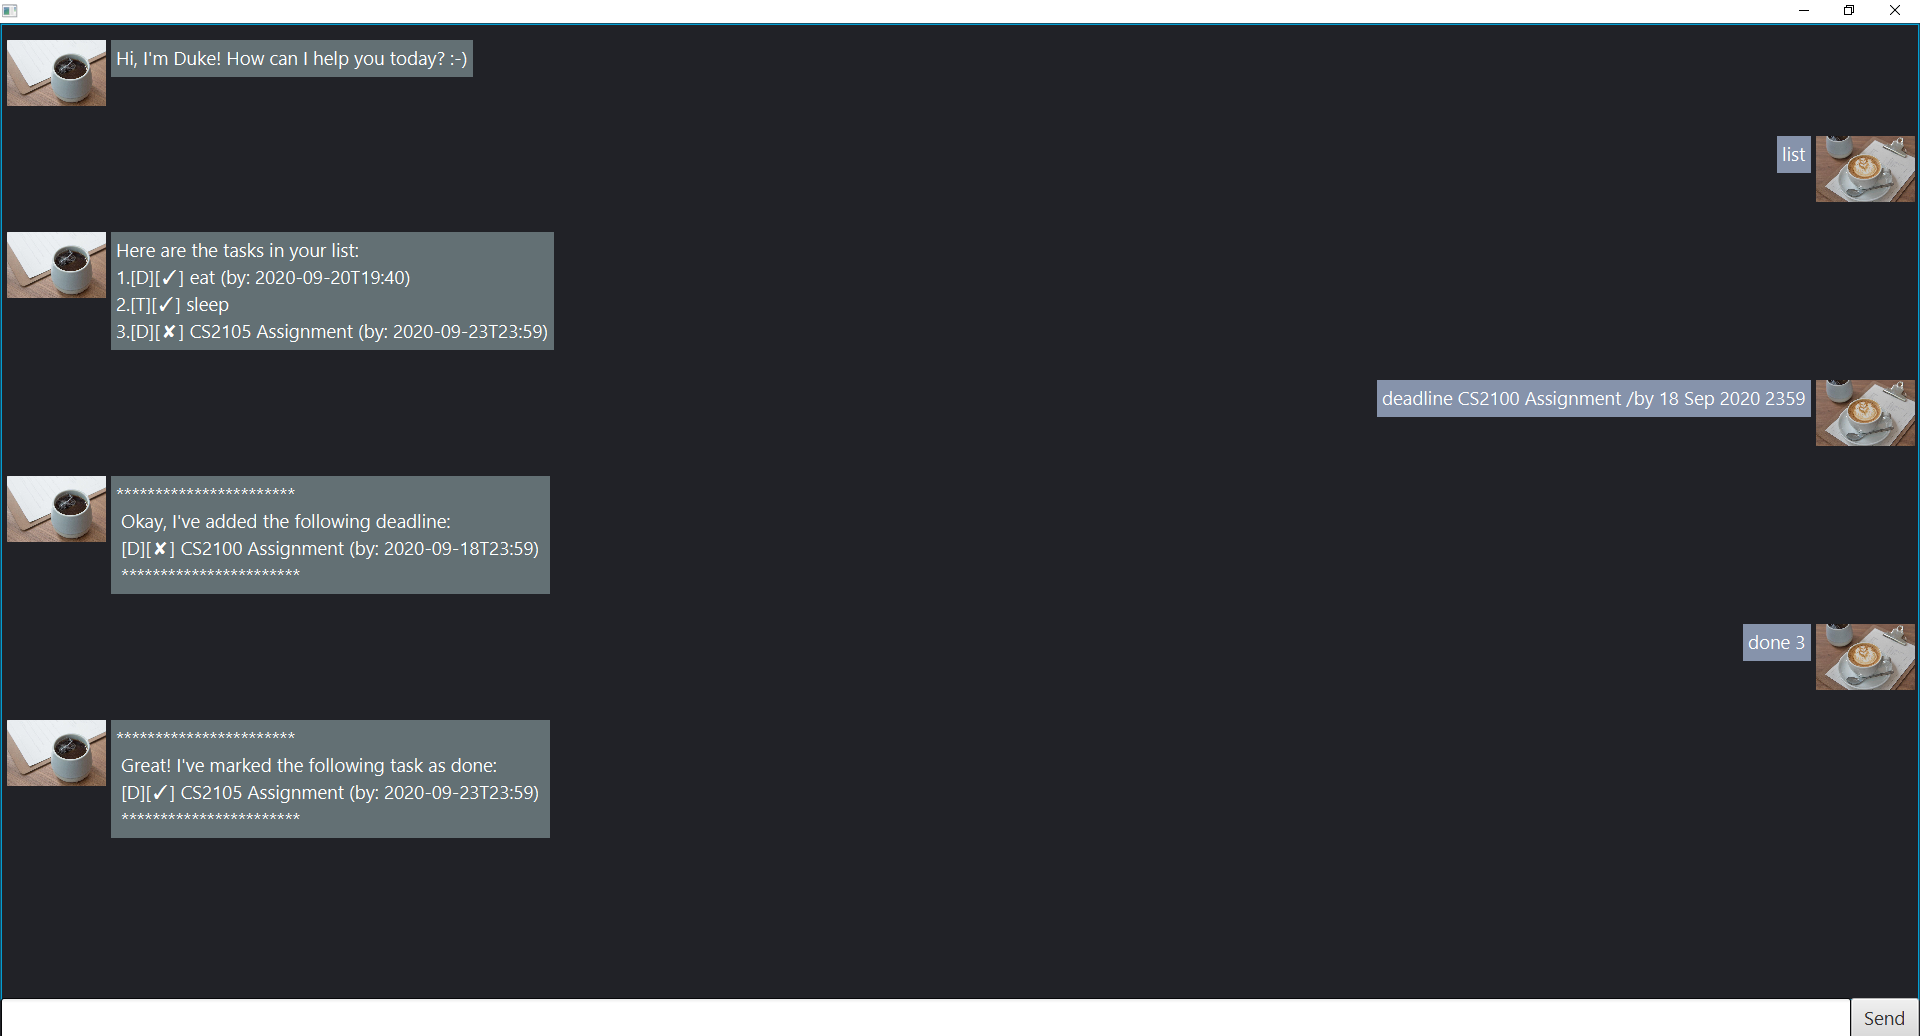 Hi, I'm Duke! How can I help you today? :-)
list
Here are the tasks in your list:
1.[D][✓] eat (by: 2020-09-20T19:40)
2.[T][✓] sleep
3.[D][✘] CS2105 Assignment (by: 2020-09-23T23:59)
deadline CS2100 Assignment /by 18 Sep 2020 2359
***********************
Okay, I've added the following deadline:
[D][✘] CS2100 Assignment (by: 2020-09-18T23:59)
***********************
done 3
***********************
Great! I've marked the following task as done:
[D][✓] CS2105 Assignment (by: 2020-09-23T23:59)
***********************
Send